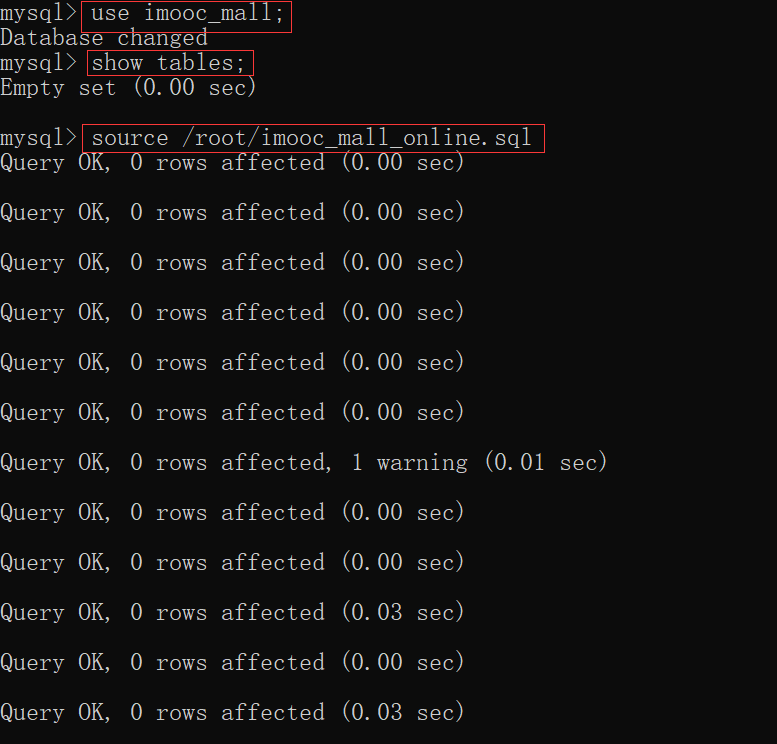 mysql> use imooc_mall;
Database changed
mysql> show tables;
Empty set (0.00 sec)
mysql> source /root/imooc_mall_online.sql
Query OK, 0 rows affected (0.00 sec)
Query OK, 0 rows affected (0.00 sec)
Query OK, 0 rows affected (0.00 sec)
Query OK, 0 rows affected (0.00 sec)
Query OK, 0 rows affected (0.00 sec)
Query OK, 0 rows affected (0.00 sec)
Query OK, 0 rows affected, 1 warning (0.01 sec)
Query OK, 0 rows affected (0.00 sec)
Query OK, 0 rows affected (0.00 sec)
Query OK, 0 rows affected (0.03 sec)
Query OK, 0 rows affected (0.00 sec)
Query OK, 0 rows affected (0.03 sec)